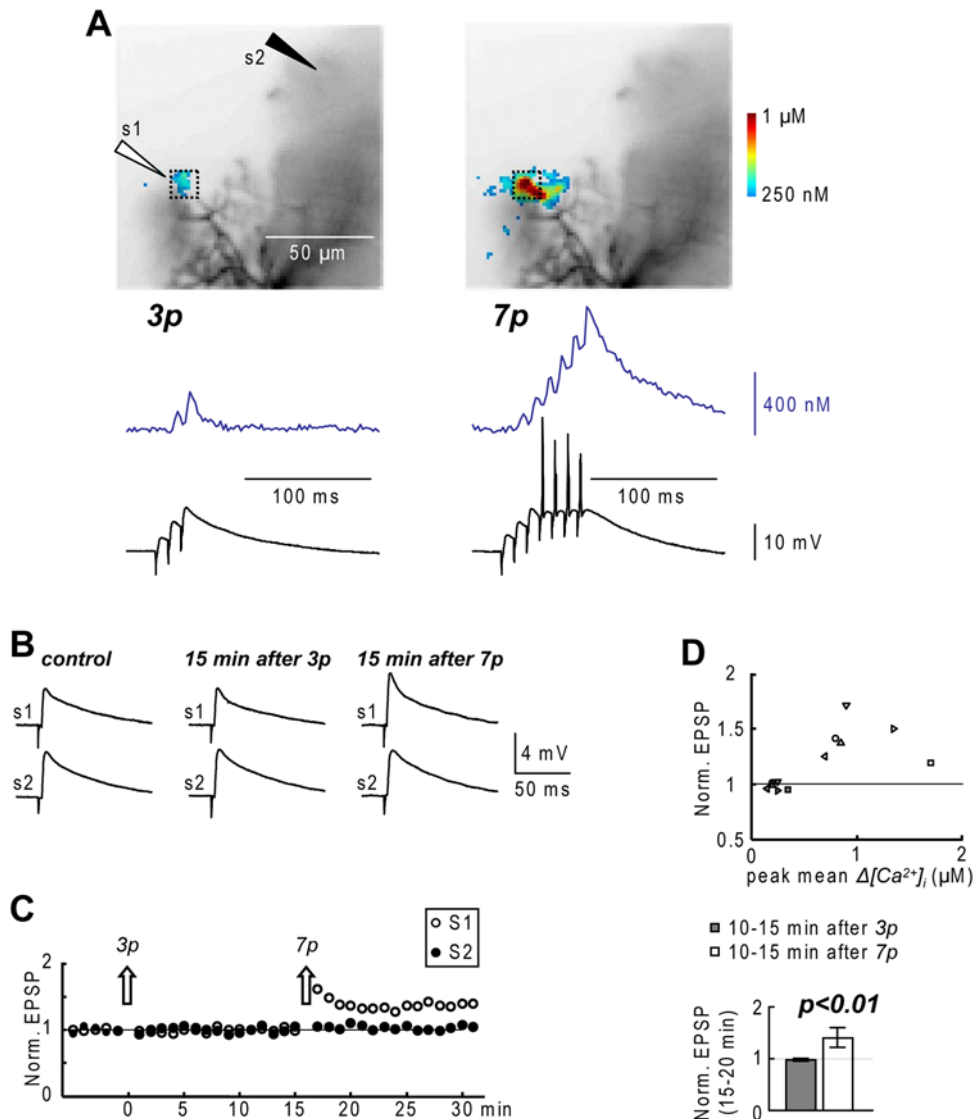 A
s1
s2
50 µm
1 µM
250 nM
3p
7p
400 nM
100 ms
100 ms
10 mV
B
control
15 min after 3p
15 min after 7p
s1
s1
s1
s2
s2
s2
4 mV
50 ms
C
S1
S2
3p
7p
Norm. EPSP
2
1
0
0
5
10
15
20
25
30
min
D
Norm. EPSP
2
1.5
1
0.5
0
1
2
peak mean Δ[Ca²⁺]i (µM)
10-15 min after 3p
10-15 min after 7p
p<0.01
Norm. EPSP
(15-20 min)
2
1
0